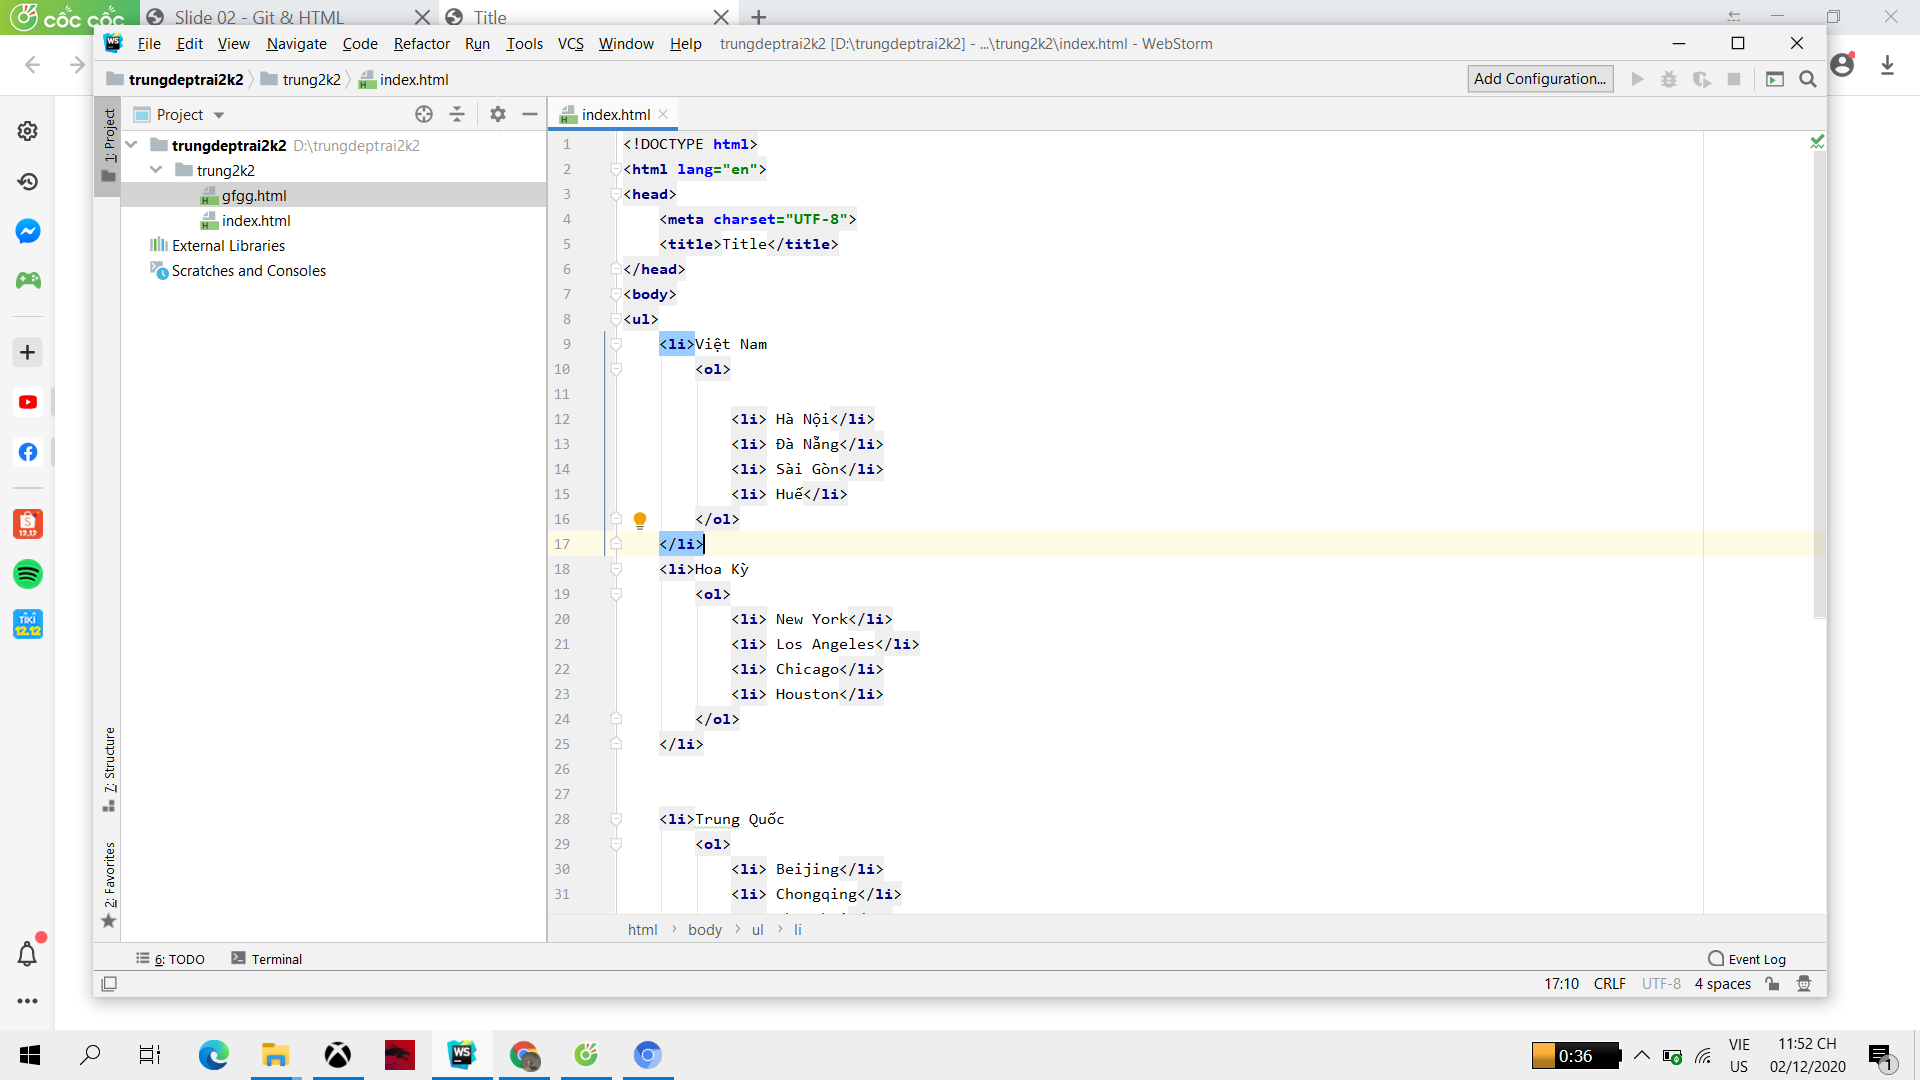 cốc cốc
Slide 02 - Git & HTML
Title
File Edit View Navigate Code Refactor Run Tools VCS Window Help
trungdeptrai2k2 [D:\trungdeptrai2k2] - ...\trung2k2\index.html - WebStorm
trungdeptrai2k2 trung2k2 index.html
Add Configuration...
1: Project
7: Structure
2: Favorites
Project
trungdeptrai2k2 D:\trungdeptrai2k2
trung2k2
gfgg.html
index.html
External Libraries
Scratches and Consoles
index.html
1 <!DOCTYPE html>
2 <html lang="en">
3 <head>
4 <meta charset="UTF-8">
5 <title>Title</title>
6 </head>
7 <body>
8 <ul>
9 <li>Việt Nam
10 <ol>
11
12 <li> Hà Nội</li>
13 <li> Đà Nẵng</li>
14 <li> Sài Gòn</li>
15 <li> Huế</li>
16 </ol>
17 </li>
18 <li>Hoa Kỳ
19 <ol>
20 <li> New York</li>
21 <li> Los Angeles</li>
22 <li> Chicago</li>
23 <li> Houston</li>
24 </ol>
25 </li>
26
27
28 <li>Trung Quốc
29 <ol>
30 <li> Beijing</li>
31 <li> Chongqing</li>
html › body › ul › li
6: TODO
Terminal
Event Log
17:10 CRLF UTF-8 4 spaces
12.12
TIKI
12.12
WS
WS
0:36
VIE
US
11:52 CH
02/12/2020
1